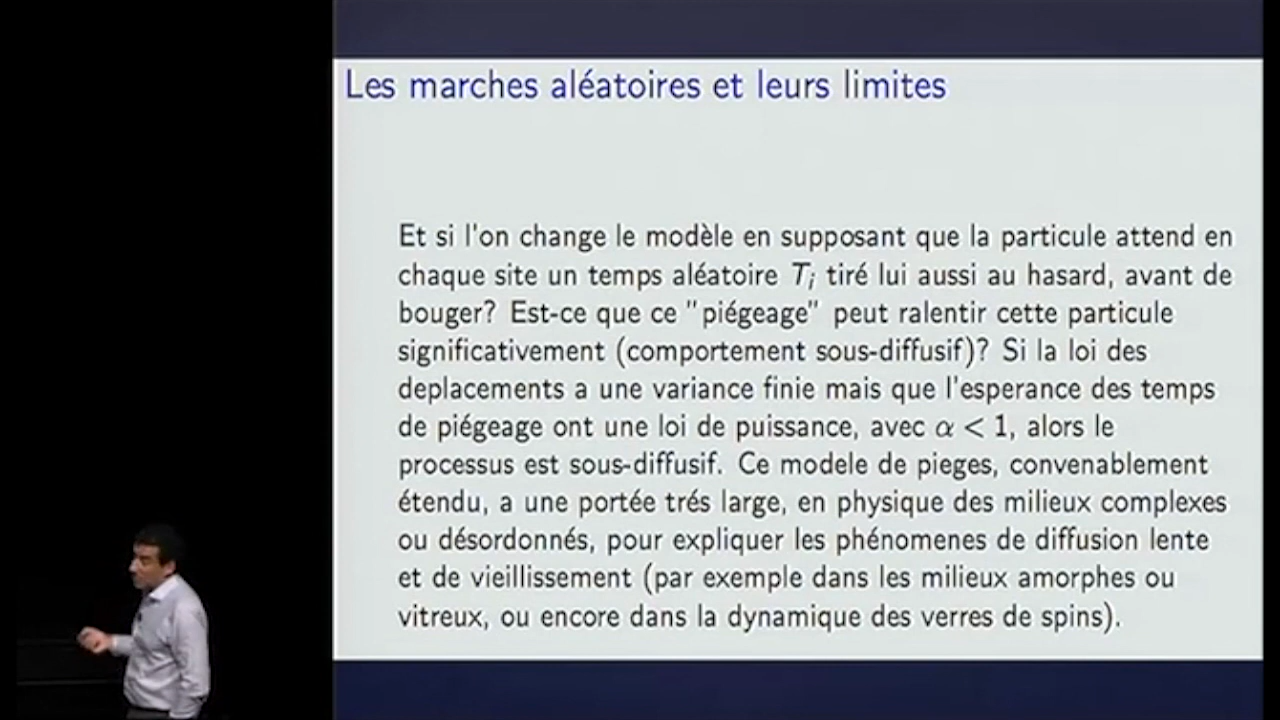 Les marches aléatoires et leurs limites
Et si l'on change le modèle en supposant que la particule attend en
chaque site un temps aléatoire Ti tiré lui aussi au hasard, avant de
bouger? Est-ce que ce "piégeage" peut ralentir cette particule
significativement (comportement sous-diffusif)? Si la loi des
deplacements a une variance finie mais que l'esperance des temps
de piégeage ont une loi de puissance, avec α < 1, alors le
processus est sous-diffusif. Ce modele de pieges, convenablement
étendu, a une portée trés large, en physique des milieux complexes
ou désordonnés, pour expliquer les phénomenes de diffusion lente
et de vieillissement (par exemple dans les milieux amorphes ou
vitreux, ou encore dans la dynamique des verres de spins).